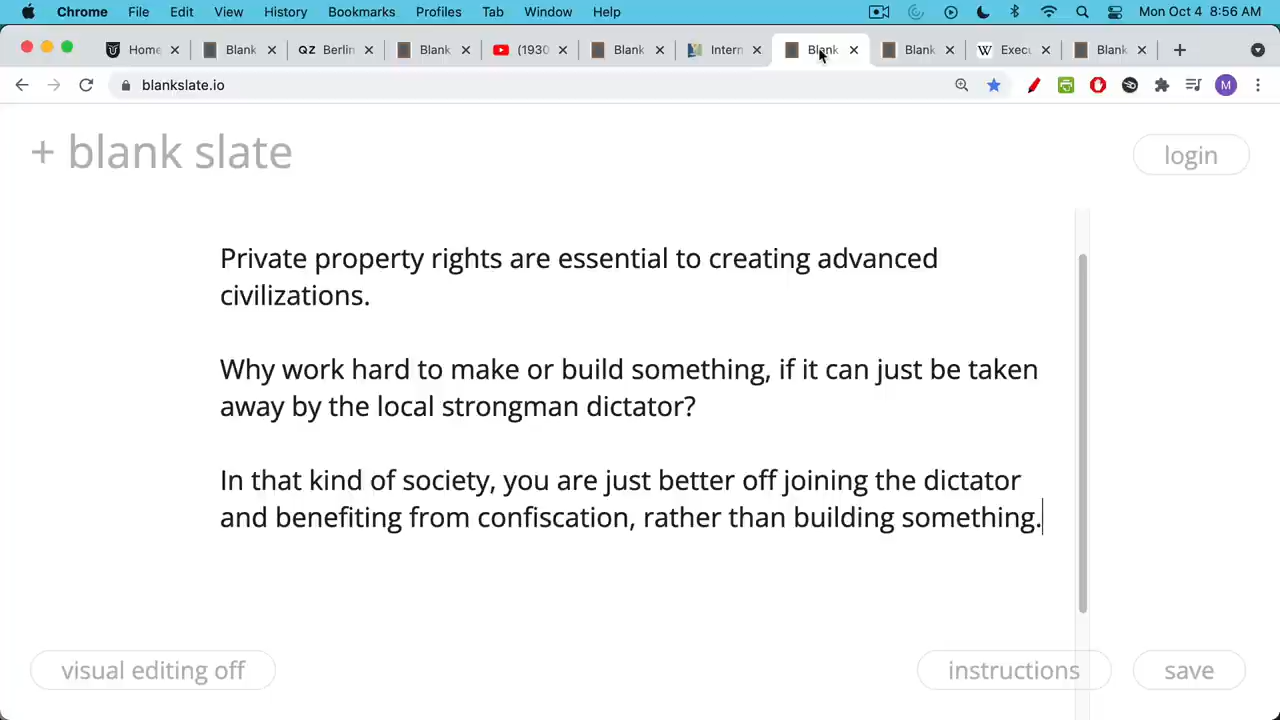 Chrome File Edit View History Bookmarks Profiles Tab Window Help Mon Oct 4 8:56 AM
Home Blank QZ Berlin Blank (1930 Blank Intern Blank Blank W Execu Blank
blankslate.io M
+ blank slate
login
Private property rights are essential to creating advanced
civilizations.
Why work hard to make or build something, if it can just be taken
away by the local strongman dictator?
In that kind of society, you are just better off joining the dictator
and benefiting from confiscation, rather than building something.
visual editing off
instructions
save